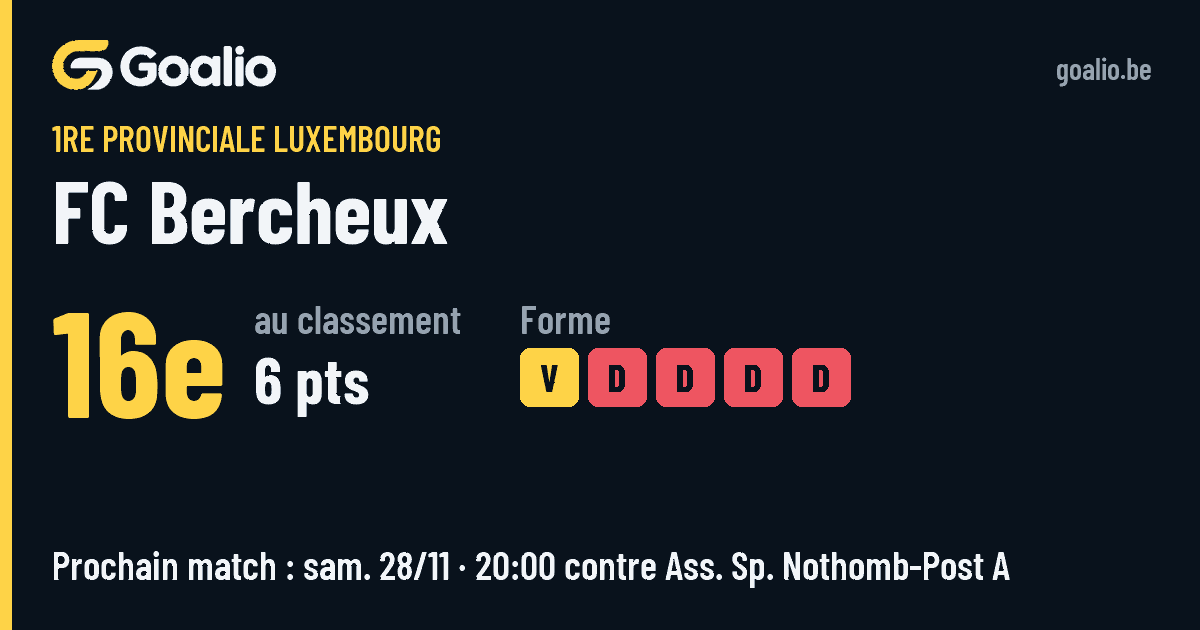 Goalio
goalio.be
1RE PROVINCIALE LUXEMBOURG
FC Bercheux
16e
au classement
6 pts
Forme
V D D D D
Prochain match : sam. 28/11 · 20:00 contre Ass. Sp. Nothomb-Post A